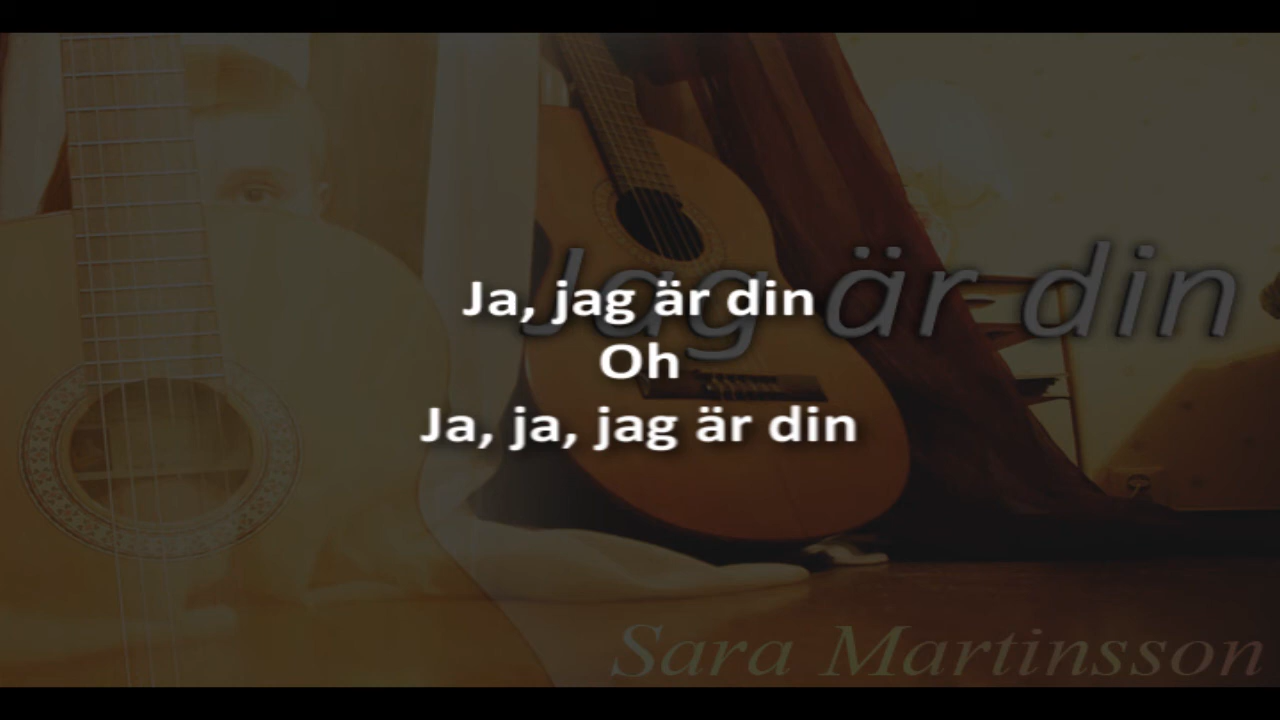 Ja, jag är din
Oh
Ja, ja, jag är din
Jag är din
Sara Martinsson